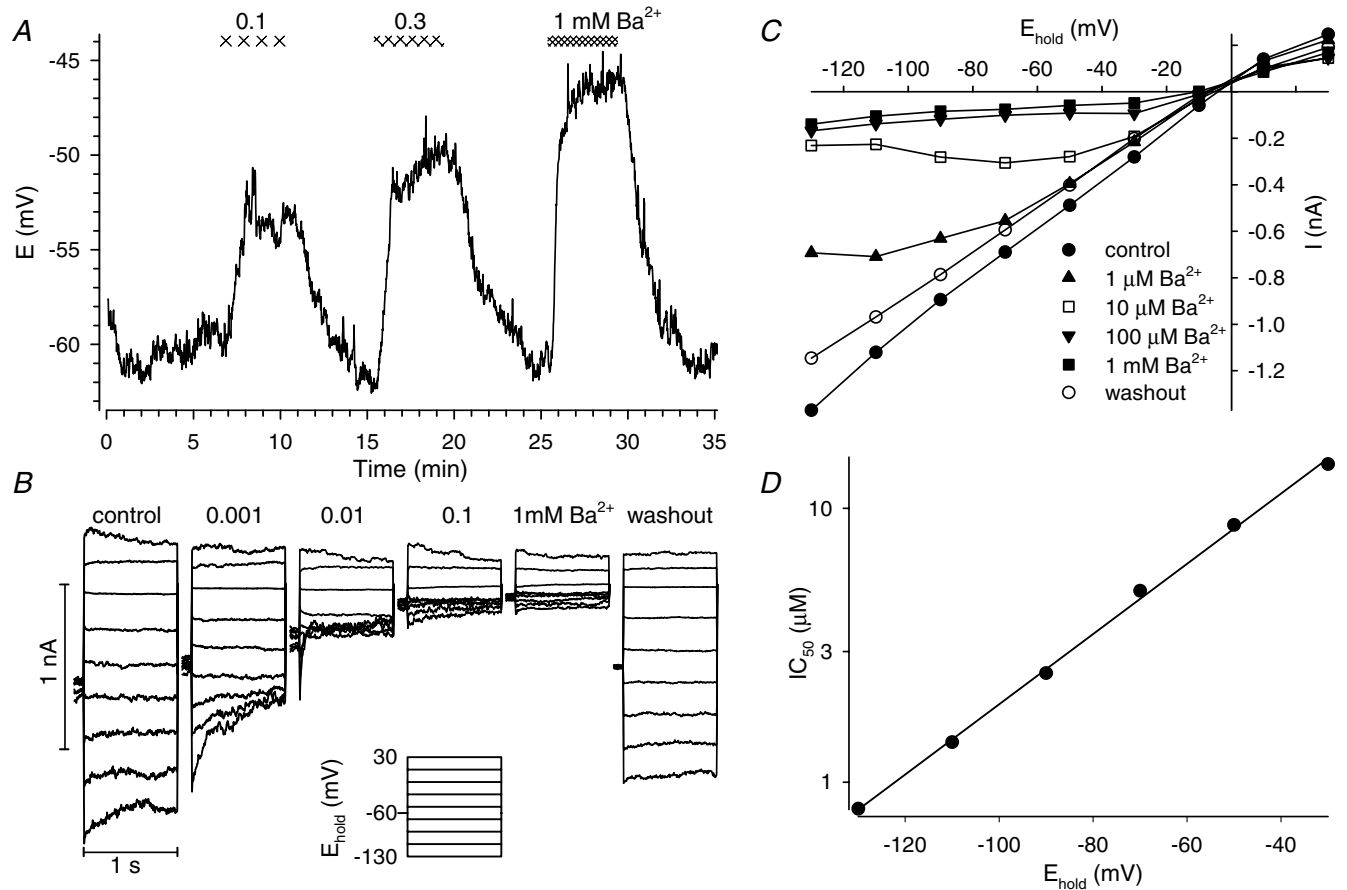 A
0.1 0.3 1 mM Ba²⁺
-45
-50
-55
-60
E (mV)
0 5 10 15 20 25 30 35
Time (min)
B
control 0.001 0.01 0.1 1mM Ba²⁺ washout
1 nA
1 s
30
-60
-130
E_hold (mV)
C
E_hold (mV)
-120 -100 -80 -60 -40 -20
-0.2
-0.4
-0.6
-0.8
-1.0
-1.2
I (nA)
control
1 μM Ba²⁺
10 μM Ba²⁺
100 μM Ba²⁺
1 mM Ba²⁺
washout
D
10
3
1
IC₅₀ (μM)
-120 -100 -80 -60 -40
E_hold (mV)